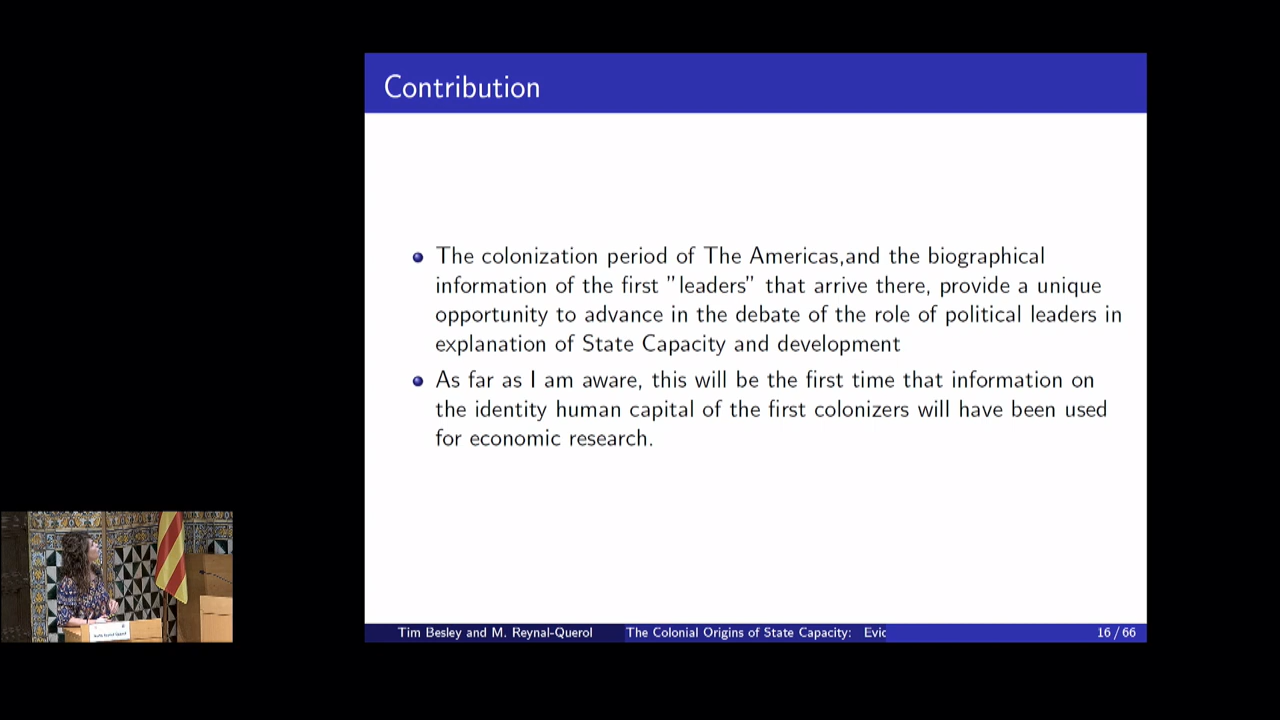 Contribution
The colonization period of The Americas,and the biographical
information of the first "leaders" that arrive there, provide a unique
opportunity to advance in the debate of the role of political leaders in
explanation of State Capacity and development
As far as I am aware, this will be the first time that information on
the identity human capital of the first colonizers will have been used
for economic research.
Tim Besley and M. Reynal-Querol The Colonial Origins of State Capacity: Evic 16 / 66